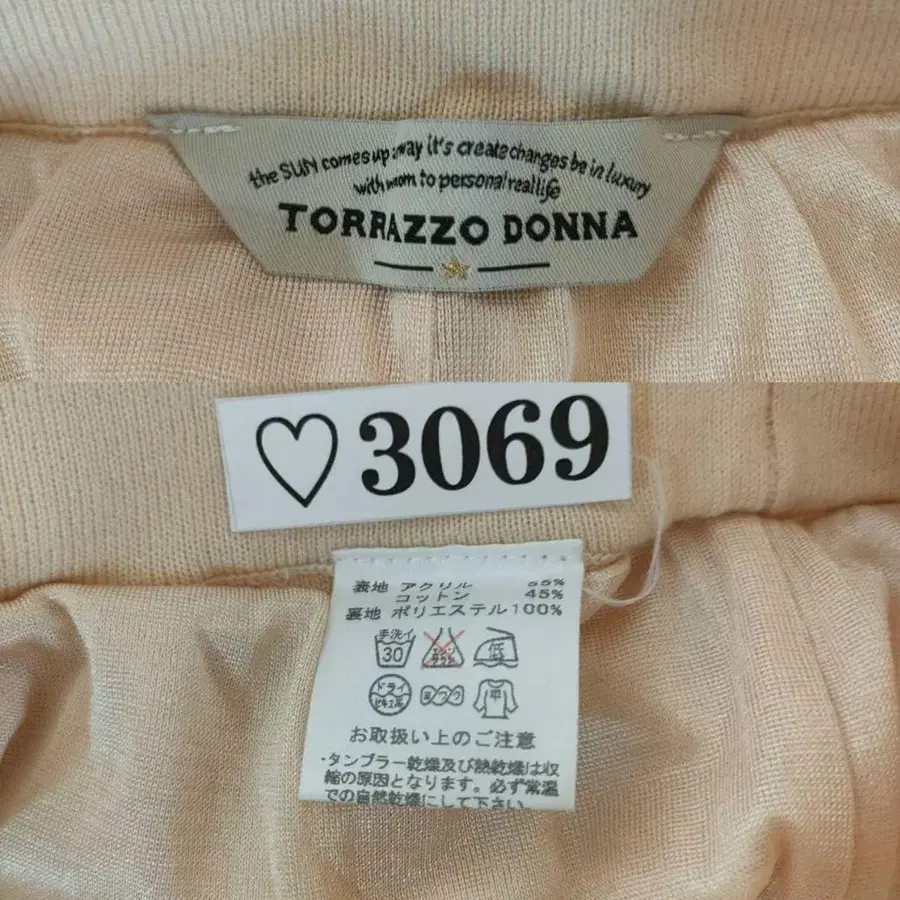 the SUN comes up away it's create changes be in luxury
with mom to personal real life
TORRAZZO DONNA
♡3069
表地 アクリル 55%
コットン 45%
裏地 ポリエステル100%
手洗イ
30
低
ドライ
セキユ系
お取扱い上のご注意
・タンブラー乾燥及び熱乾燥は収
縮の原因となります。必ず常温
での自然乾燥にして下さい。